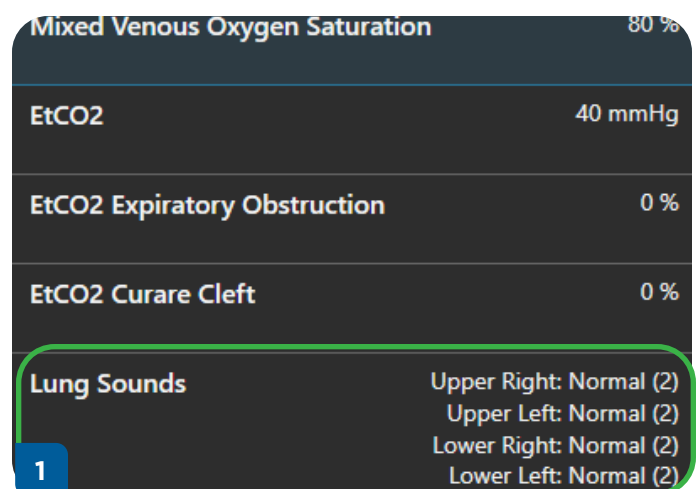 Mixed Venous Oxygen Saturation 80 %
EtCO2 40 mmHg
EtCO2 Expiratory Obstruction 0 %
EtCO2 Curare Cleft 0 %
Lung Sounds Upper Right: Normal (2)
Upper Left: Normal (2)
Lower Right: Normal (2)
Lower Left: Normal (2)
1